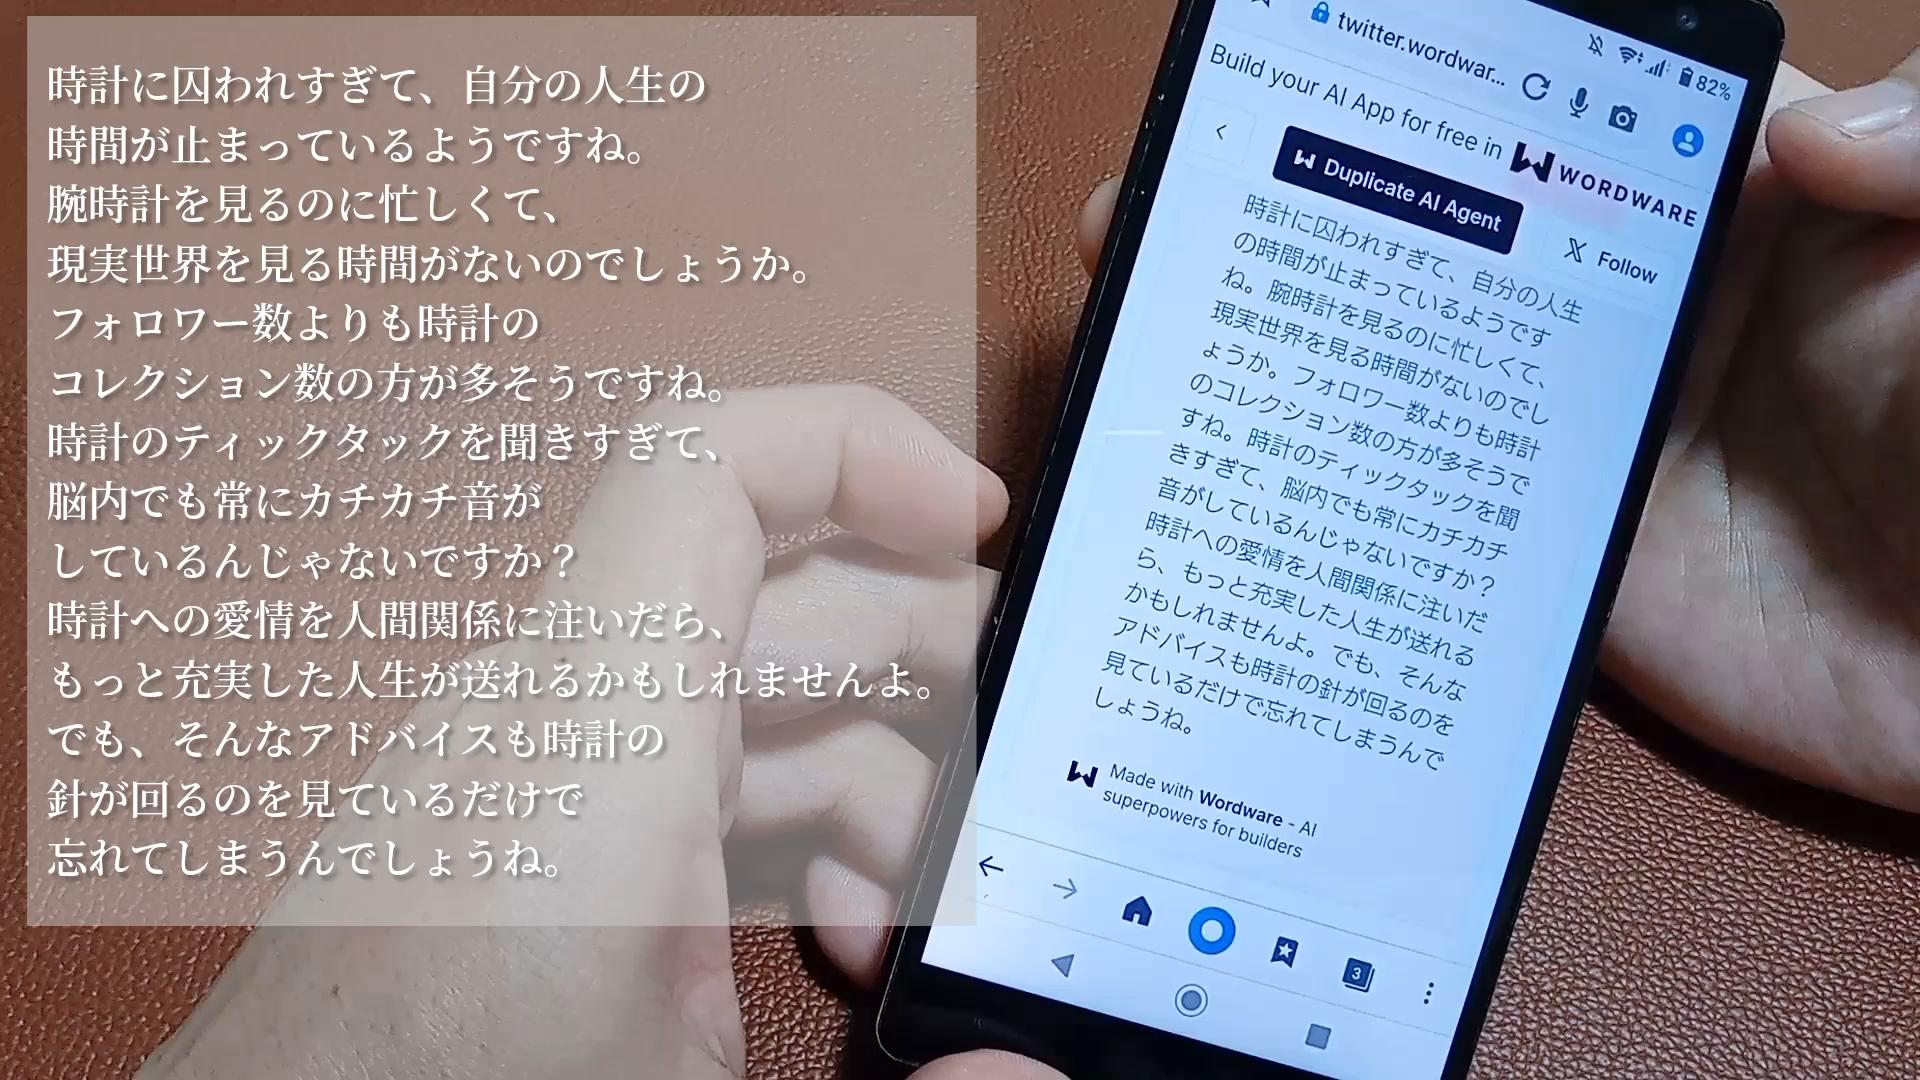 時計に囚われすぎて、自分の人生の
時間が止まっているようですね。
腕時計を見るのに忙しくて、
現実世界を見る時間がないのでしょうか。
フォロワー数よりも時計の
コレクション数の方が多そうですね。
時計のティックタックを聞きすぎて、
脳内でも常にカチカチ音が
しているんじゃないですか？
時計への愛情を人間関係に注いだら、
もっと充実した人生が送れるかもしれませんよ。
でも、そんなアドバイスも時計の
針が回るのを見ているだけで
忘れてしまうんでしょうね。
82%
twitter.wordwar...
Build your AI App for free in WORDWARE
Duplicate AI Agent
X Follow
時計に囚われすぎて、自分の人生
の時間が止まっているようです
ね。腕時計を見るのに忙しくて、
現実世界を見る時間がないのでし
ょうか。フォロワー数よりも時計
のコレクション数の方が多そうで
すね。時計のティックタックを聞
きすぎて、脳内でも常にカチカチ
音がしているんじゃないですか？
時計への愛情を人間関係に注いだ
ら、もっと充実した人生が送れる
かもしれませんよ。でも、そんな
アドバイスも時計の針が回るのを
見ているだけで忘れてしまうんで
しょうね。
Made with Wordware - AI
superpowers for builders
3